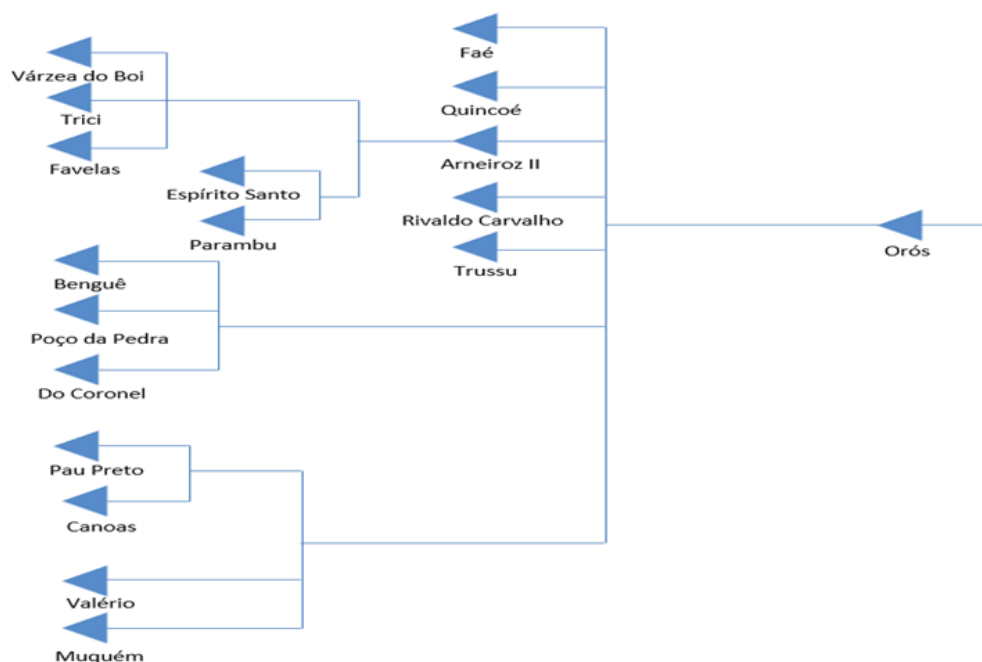 Faé
Várzea do Boi
Quincoé
Trici
Arneiroz II
Favelas
Espírito Santo
Rivaldo Carvalho
Parambu
Orós
Trussu
Benguê
Poço da Pedra
Do Coronel
Pau Preto
Canoas
Valério
Muquém